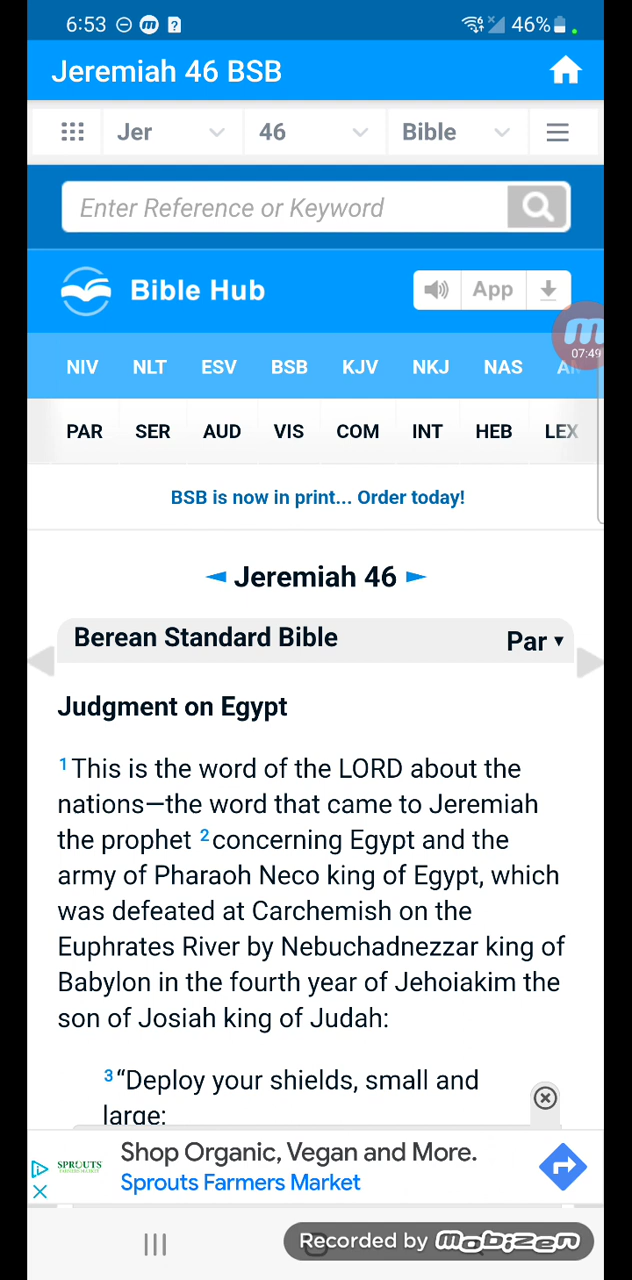 6:53 46%
Jeremiah 46 BSB
Jer 46 Bible
Enter Reference or Keyword
Bible Hub App
07:49
NIV NLT ESV BSB KJV NKJ NAS
PAR SER AUD VIS COM INT HEB LEX
BSB is now in print... Order today!
◄ Jeremiah 46 ►
Berean Standard Bible Par ▾
Judgment on Egypt
1 This is the word of the LORD about the
nations—the word that came to Jeremiah
the prophet 2 concerning Egypt and the
army of Pharaoh Neco king of Egypt, which
was defeated at Carchemish on the
Euphrates River by Nebuchadnezzar king of
Babylon in the fourth year of Jehoiakim the
son of Josiah king of Judah:
3 “Deploy your shields, small and
large:
Shop Organic, Vegan and More.
SPROUTS
FARMERS MARKET
Sprouts Farmers Market
Recorded by mobizen